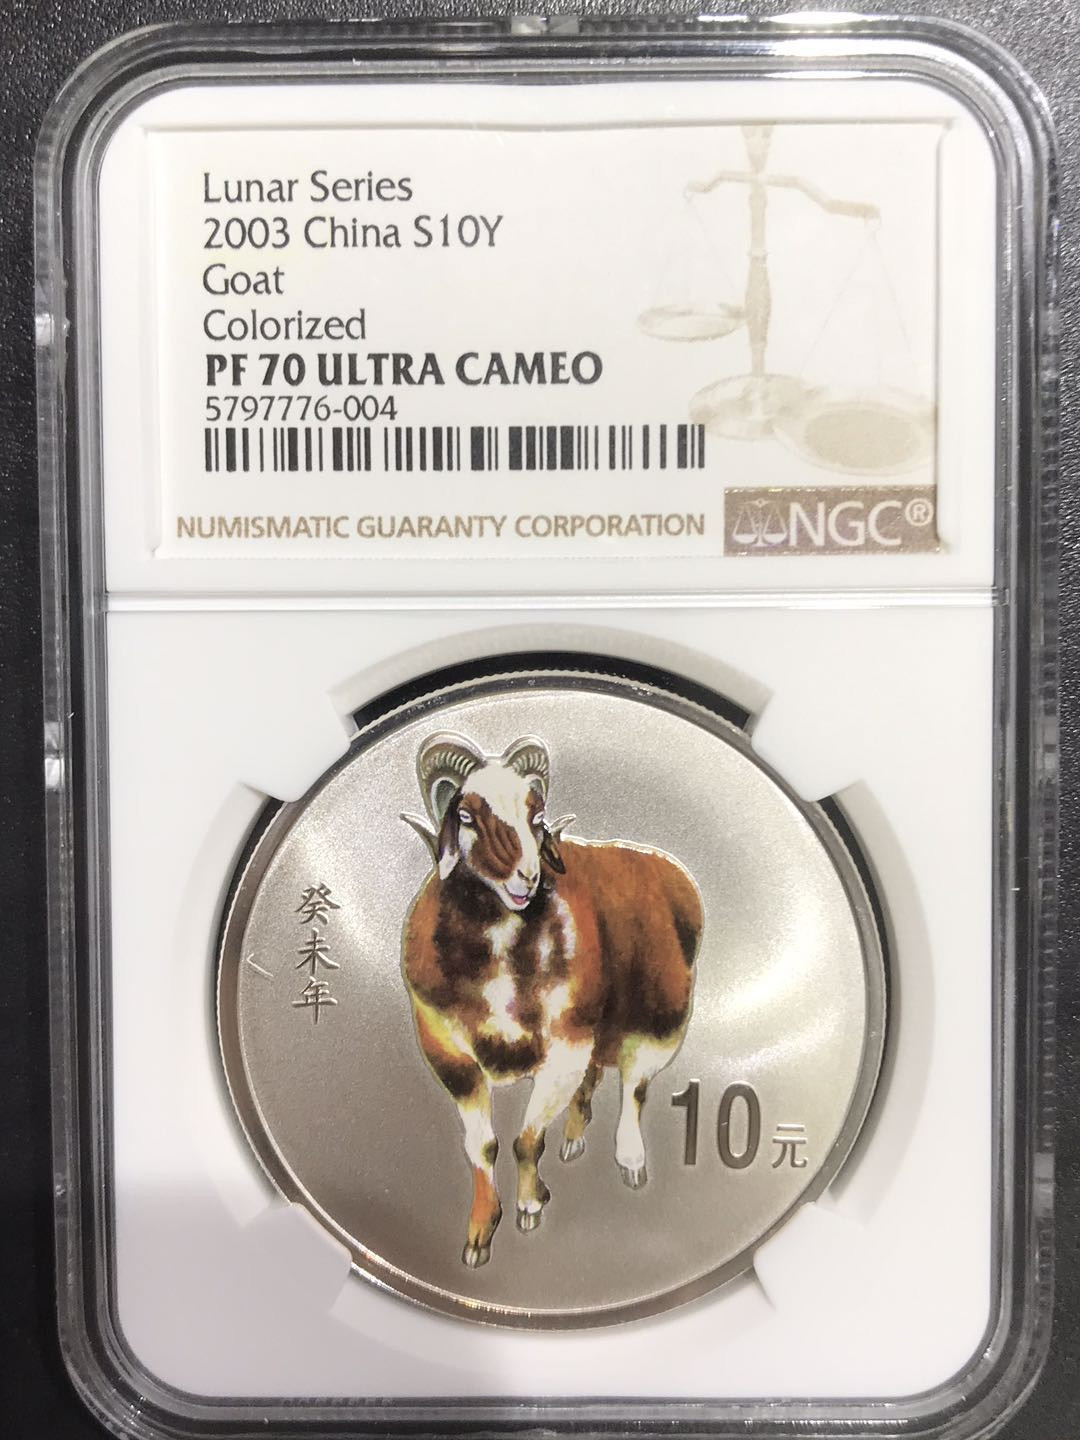 Lunar Series
2003 China S10Y
Goat
Colorized
PF 70 ULTRA CAMEO
5797776-004
NUMISMATIC GUARANTY CORPORATION
NGC®
癸未年
10元